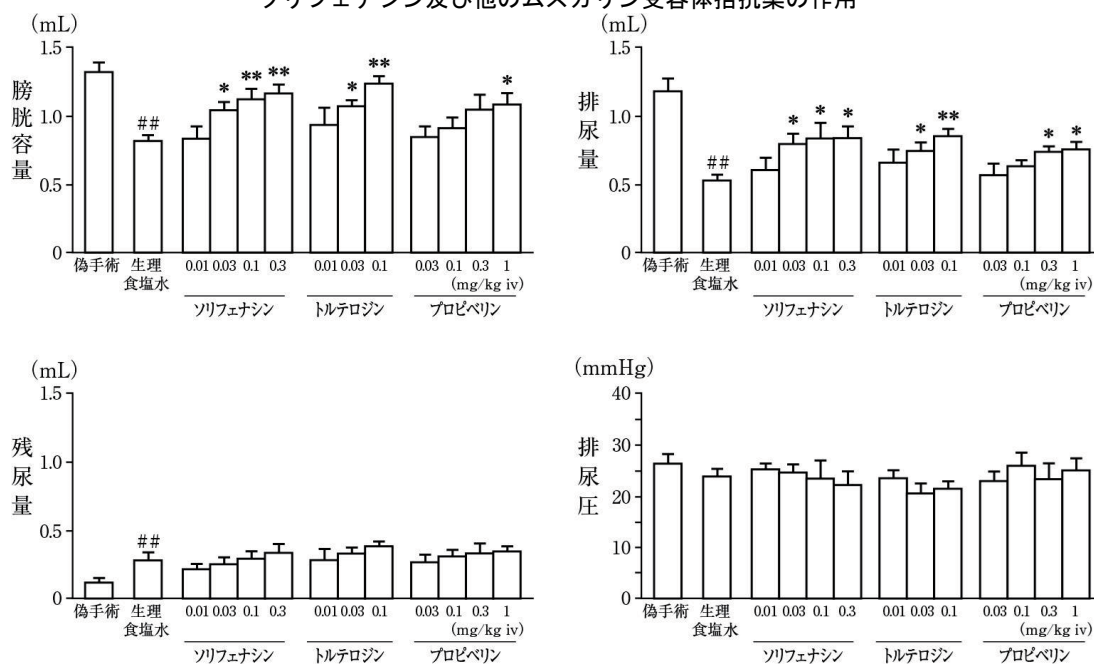 ソリフェナシン及び他のムスカリン受容体拮抗薬の作用
(mL)
膀胱容量
1.5
1.0
0.5
0
##
*
**
**
*
**
*
偽手術
生理食塩水
0.01 0.03 0.1 0.3
0.01 0.03 0.1
0.03 0.1 0.3 1
(mg/kg iv)
ソリフェナシン
トルテロジン
プロピベリン
(mL)
排尿量
1.5
1.0
0.5
0
##
*
*
*
*
**
*
*
偽手術
生理食塩水
0.01 0.03 0.1 0.3
0.01 0.03 0.1
0.03 0.1 0.3 1
(mg/kg iv)
ソリフェナシン
トルテロジン
プロピベリン
(mL)
残尿量
1.5
1.0
0.5
0
##
偽手術
生理食塩水
0.01 0.03 0.1 0.3
0.01 0.03 0.1
0.03 0.1 0.3 1
(mg/kg iv)
ソリフェナシン
トルテロジン
プロピベリン
(mmHg)
排尿圧
40
30
20
10
0
偽手術
生理食塩水
0.01 0.03 0.1 0.3
0.01 0.03 0.1
0.03 0.1 0.3 1
(mg/kg iv)
ソリフェナシン
トルテロジン
プロピベリン